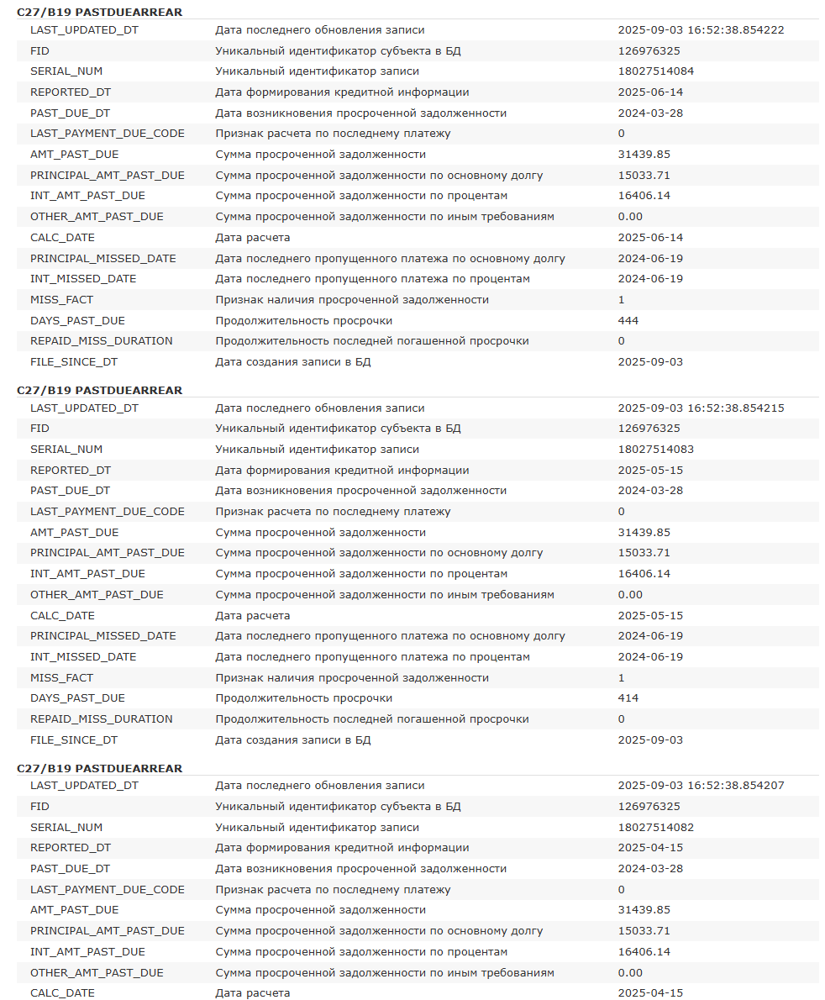 C27/B19 PASTDUEARREAR
LAST_UPDATED_DT Дата последнего обновления записи 2025-09-03 16:52:38.854222
FID Уникальный идентификатор субъекта в БД 126976325
SERIAL_NUM Уникальный идентификатор записи 18027514084
REPORTED_DT Дата формирования кредитной информации 2025-06-14
PAST_DUE_DT Дата возникновения просроченной задолженности 2024-03-28
LAST_PAYMENT_DUE_CODE Признак расчета по последнему платежу 0
AMT_PAST_DUE Сумма просроченной задолженности 31439.85
PRINCIPAL_AMT_PAST_DUE Сумма просроченной задолженности по основному долгу 15033.71
INT_AMT_PAST_DUE Сумма просроченной задолженности по процентам 16406.14
OTHER_AMT_PAST_DUE Сумма просроченной задолженности по иным требованиям 0.00
CALC_DATE Дата расчета 2025-06-14
PRINCIPAL_MISSED_DATE Дата последнего пропущенного платежа по основному долгу 2024-06-19
INT_MISSED_DATE Дата последнего пропущенного платежа по процентам 2024-06-19
MISS_FACT Признак наличия просроченной задолженности 1
DAYS_PAST_DUE Продолжительность просрочки 444
REPAID_MISS_DURATION Продолжительность последней погашенной просрочки 0
FILE_SINCE_DT Дата создания записи в БД 2025-09-03
C27/B19 PASTDUEARREAR
LAST_UPDATED_DT Дата последнего обновления записи 2025-09-03 16:52:38.854215
FID Уникальный идентификатор субъекта в БД 126976325
SERIAL_NUM Уникальный идентификатор записи 18027514083
REPORTED_DT Дата формирования кредитной информации 2025-05-15
PAST_DUE_DT Дата возникновения просроченной задолженности 2024-03-28
LAST_PAYMENT_DUE_CODE Признак расчета по последнему платежу 0
AMT_PAST_DUE Сумма просроченной задолженности 31439.85
PRINCIPAL_AMT_PAST_DUE Сумма просроченной задолженности по основному долгу 15033.71
INT_AMT_PAST_DUE Сумма просроченной задолженности по процентам 16406.14
OTHER_AMT_PAST_DUE Сумма просроченной задолженности по иным требованиям 0.00
CALC_DATE Дата расчета 2025-05-15
PRINCIPAL_MISSED_DATE Дата последнего пропущенного платежа по основному долгу 2024-06-19
INT_MISSED_DATE Дата последнего пропущенного платежа по процентам 2024-06-19
MISS_FACT Признак наличия просроченной задолженности 1
DAYS_PAST_DUE Продолжительность просрочки 414
REPAID_MISS_DURATION Продолжительность последней погашенной просрочки 0
FILE_SINCE_DT Дата создания записи в БД 2025-09-03
C27/B19 PASTDUEARREAR
LAST_UPDATED_DT Дата последнего обновления записи 2025-09-03 16:52:38.854207
FID Уникальный идентификатор субъекта в БД 126976325
SERIAL_NUM Уникальный идентификатор записи 18027514082
REPORTED_DT Дата формирования кредитной информации 2025-04-15
PAST_DUE_DT Дата возникновения просроченной задолженности 2024-03-28
LAST_PAYMENT_DUE_CODE Признак расчета по последнему платежу 0
AMT_PAST_DUE Сумма просроченной задолженности 31439.85
PRINCIPAL_AMT_PAST_DUE Сумма просроченной задолженности по основному долгу 15033.71
INT_AMT_PAST_DUE Сумма просроченной задолженности по процентам 16406.14
OTHER_AMT_PAST_DUE Сумма просроченной задолженности по иным требованиям 0.00
CALC_DATE Дата расчета 2025-04-15